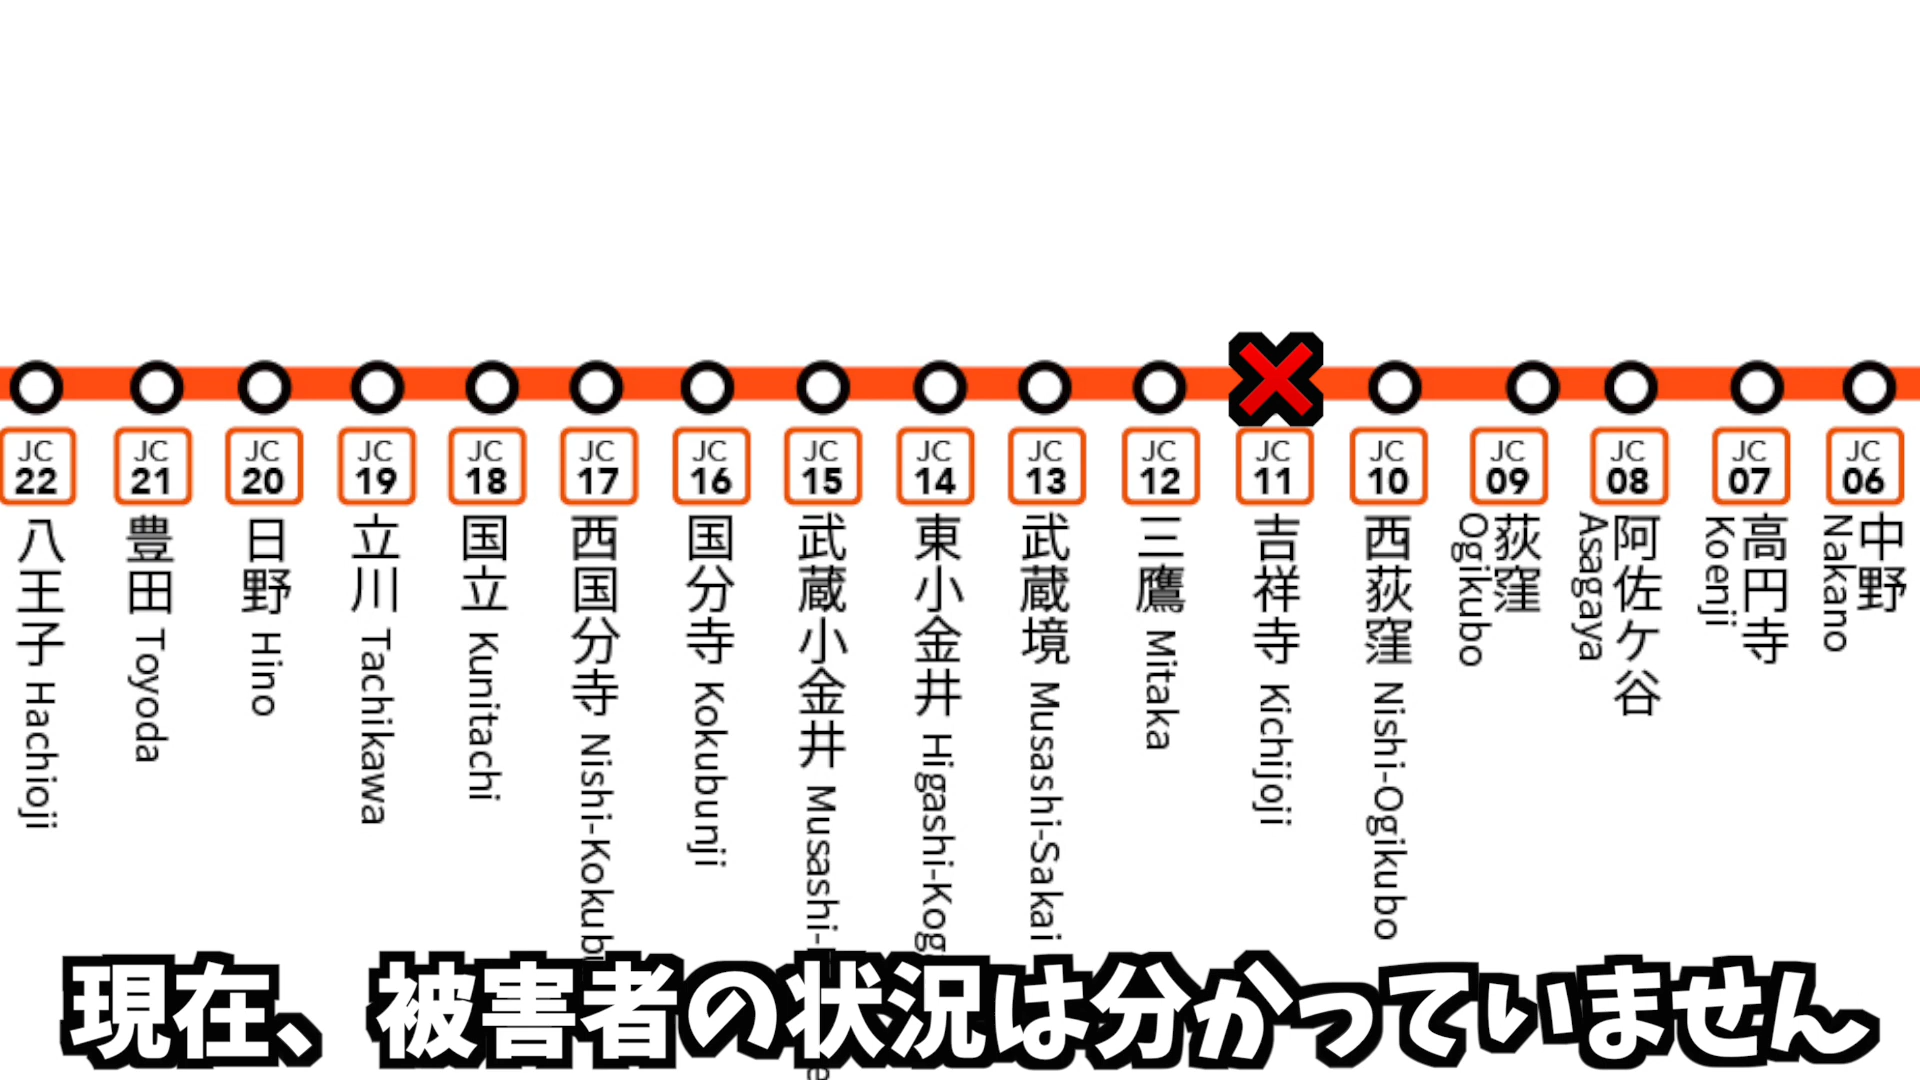 JC 22
八王子 Hachioji
JC 21
豊田 Toyoda
JC 20
日野 Hino
JC 19
立川 Tachikawa
JC 18
国立 Kunitachi
JC 17
西国分寺 Nishi-Kokub
JC 16
国分寺 Kokubunji
JC 15
武蔵小金井 Musashi-
JC 14
東小金井 Higashi-Kog
JC 13
武蔵境 Musashi-Sakai
JC 12
三鷹 Mitaka
JC 11
吉祥寺 Kichijoji
JC 10
西荻窪 Nishi-Ogikubo
JC 09
荻窪
Ogikubo
JC 08
阿佐ケ谷
Asagaya
JC 07
高円寺
Koenji
JC 06
中野
Nakano
現在、被害者の状況は分かっていません